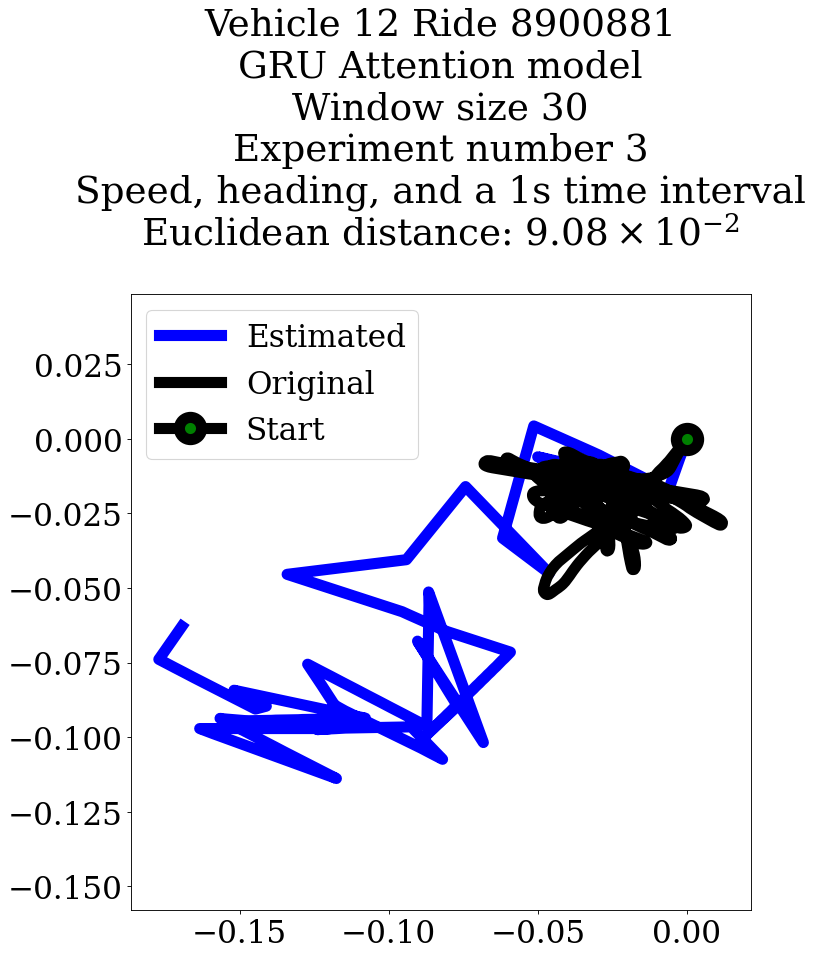 Vehicle 12 Ride 8900881
GRU Attention model
Window size 30
Experiment number 3
Speed, heading, and a 1s time interval
Euclidean distance: 9.08 × 10⁻²
Estimated
Original
Start
0.025
0.000
−0.025
−0.050
−0.075
−0.100
−0.125
−0.150
−0.15 −0.10 −0.05 0.00